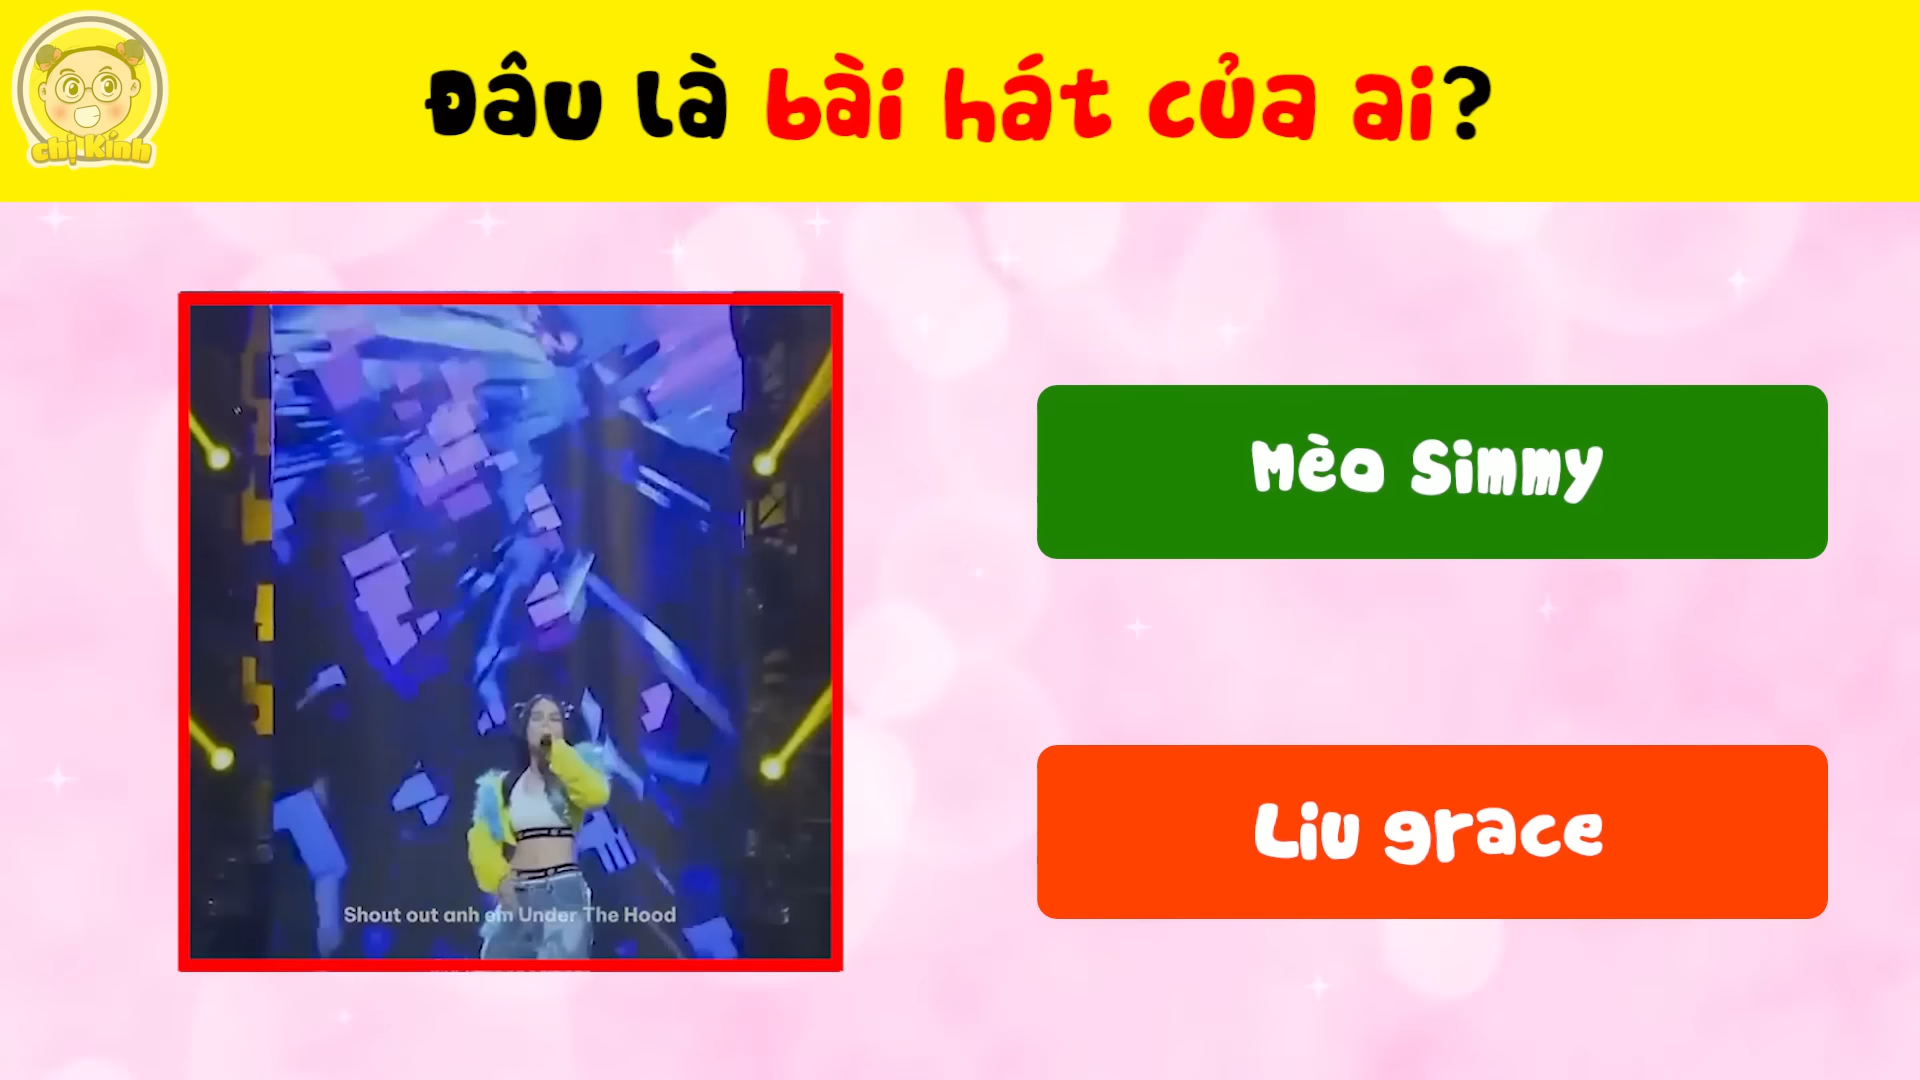 chị Kính
Đâu là bài hát của ai?
Mèo Simmy
Shout out anh em Under The Hood
Liu grace